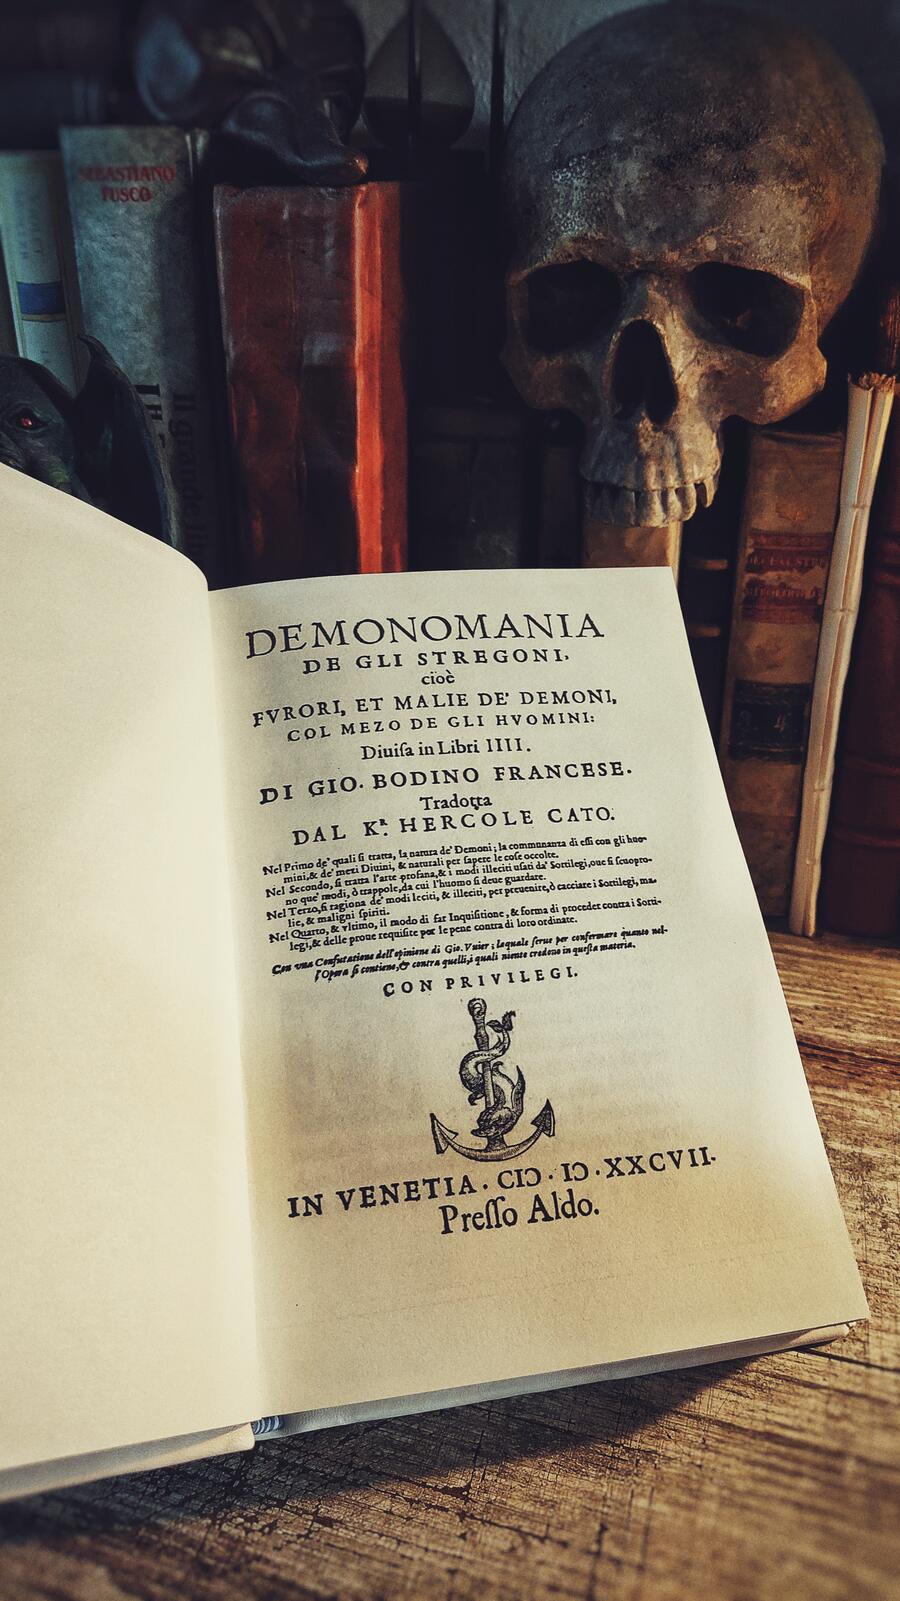 SEBASTIANO
FUSCO
Il grande li
DEMONOMANIA
DE GLI STREGONI,
cioè
FVRORI, ET MALIE DE' DEMONI,
COL MEZO DE GLI HVOMINI:
Diuiſa in Libri IIII.
DI GIO. BODINO FRANCESE.
Tradotta
DAL K.ʳ HERCOLE CATO.
Nel Primo de' quali ſi tratta, la natura de' Demoni; la communanza di eſſi con gli huo-
mini, & de' mezi Diuini, & naturali per ſapere le coſe occolte.
Nel Secondo, ſi tratta l'arte profana, & i modi illeciti uſati da' Sortilegi, oue ſi ſcuopro-
no que' modi, ò trappole, da cui l'huomo ſi deue guardare.
Nel Terzo, ſi ragiona de' modi leciti, & illeciti, per preuenire, ò cacciare i Sortilegi, ma-
lie, & maligni ſpiriti.
Nel Quarto, & vltimo, il modo di far Inquiſitione, & forma di proceder contra i Sorti-
legi, & delle proue requiſite per le pene contra di loro ordinate.
Con vna Confutatione dell'opinione di Gio. Vuier; laquale ſerue per confermare quanto nel-
l'Opera ſi contiene, & contra quelli, i quali niente credono in queſta materia.
CON PRIVILEGI.
IN VENETIA. CIↃ. IↃ. XXCVII.
Preſſo Aldo.